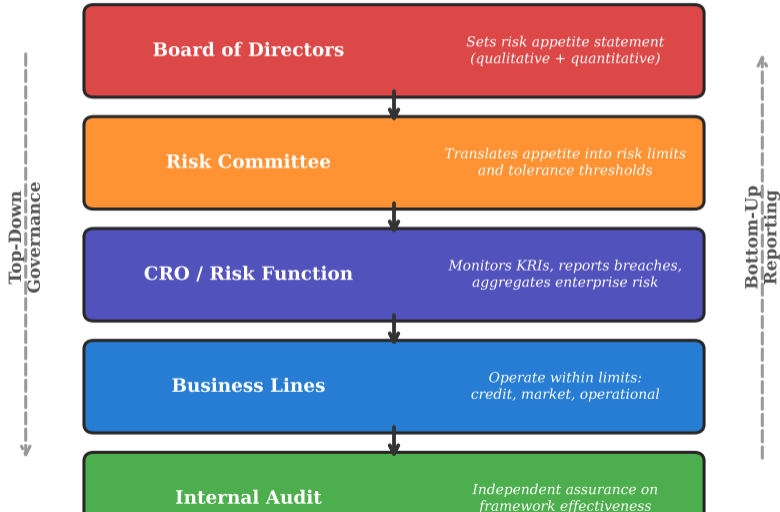 Board of Directors
Sets risk appetite statement
(qualitative + quantitative)
Risk Committee
Translates appetite into risk limits
and tolerance thresholds
Top-Down
Governance
Bottom-Up
Reporting
CRO / Risk Function
Monitors KRIs, reports breaches,
aggregates enterprise risk
Business Lines
Operate within limits:
credit, market, operational
Internal Audit
Independent assurance on
framework effectiveness